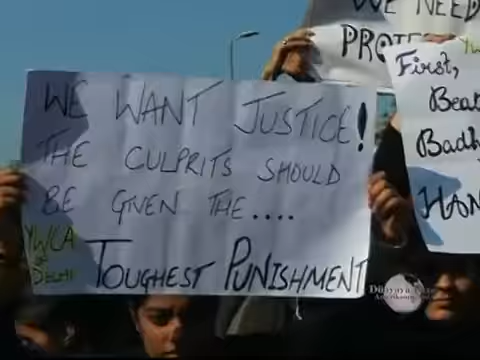 WE NEED
PROTE
WE WANT JUSTICE!
THE CULPRITS SHOULD
BE GIVEN THE....
TOUGHEST PUNISHMENT
YWCA
OF
DELHI
First,
Beat
Badly
HAN